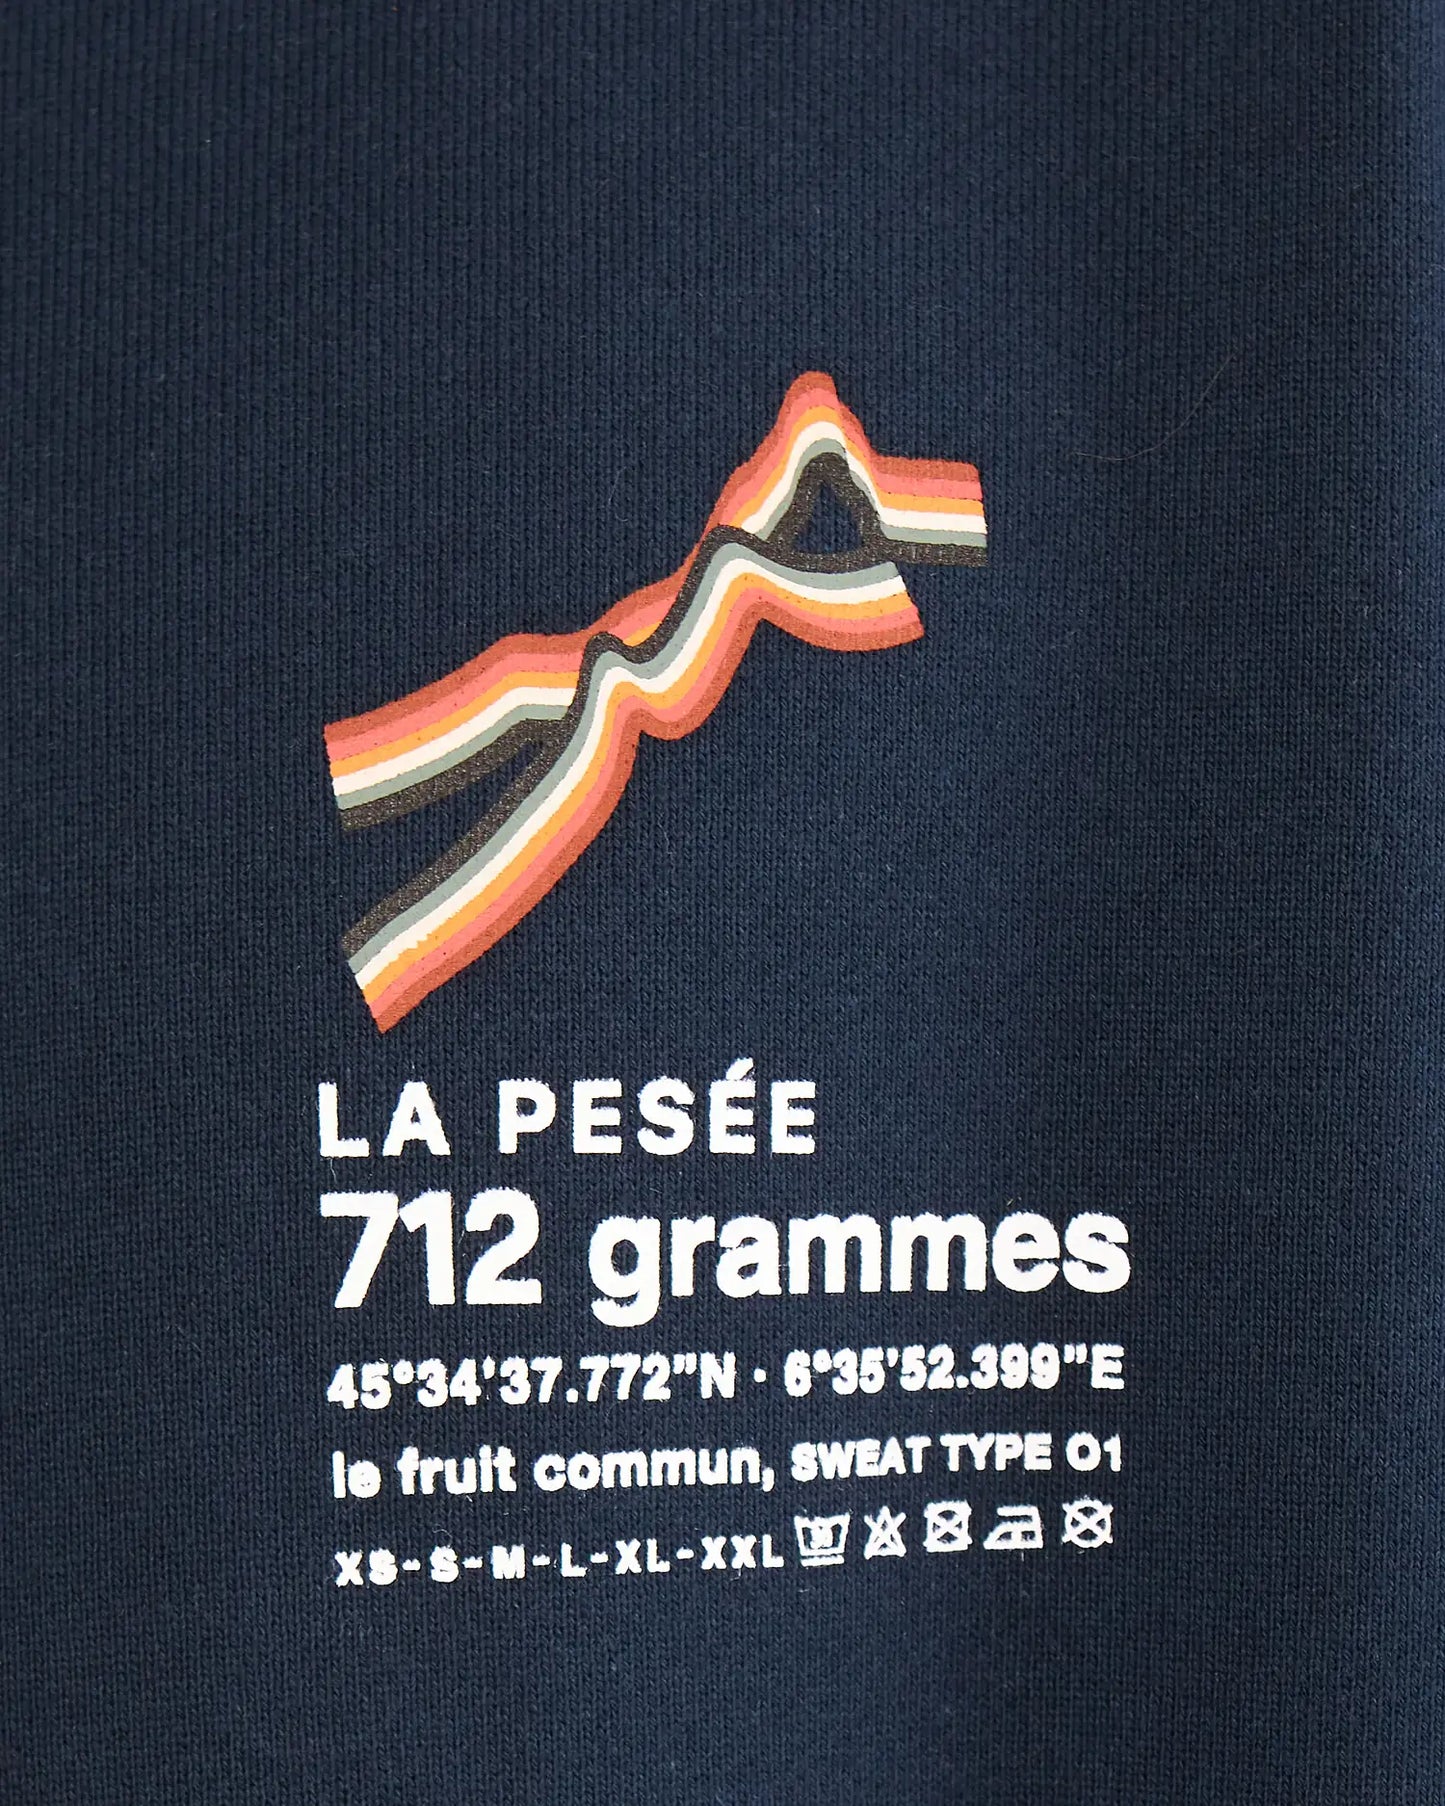 LA PESÉE
712 grammes
45°34'37.772"N · 6°35'52.399"E
le fruit commun, SWEAT TYPE 01
XS-S-M-L-XL-XXL